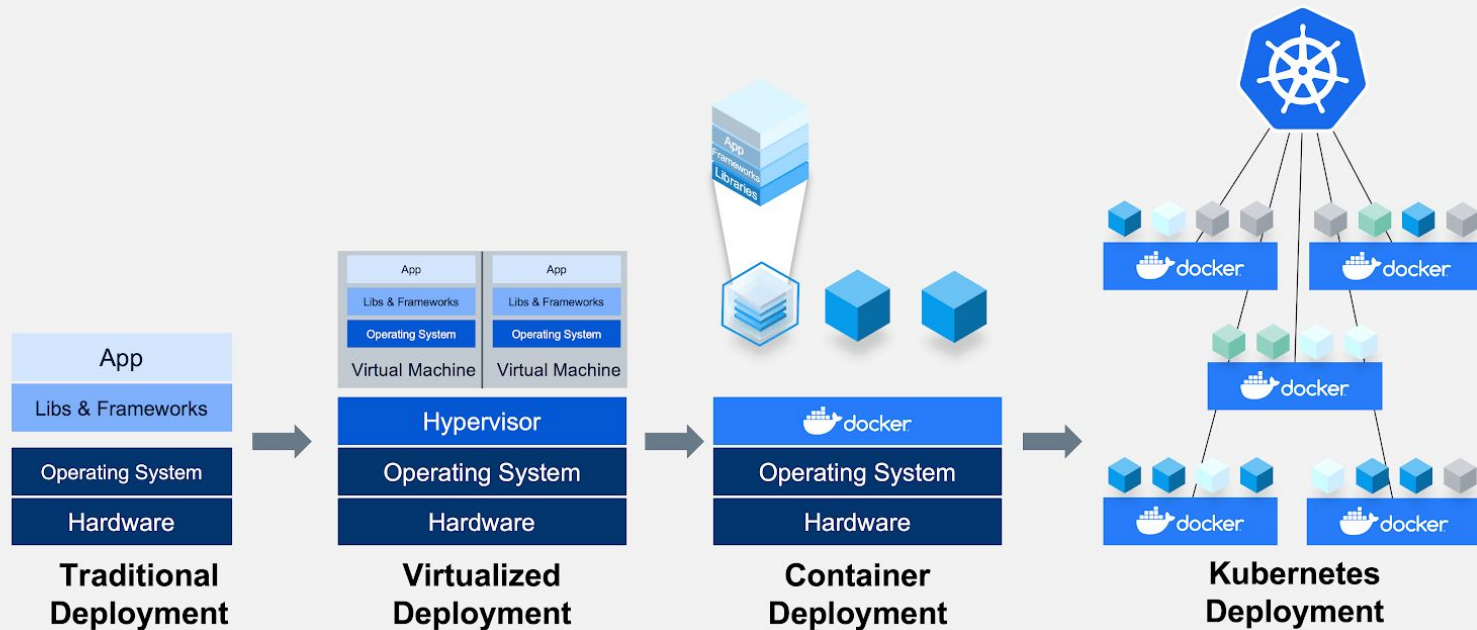 App
Libs & Frameworks
Operating System
Hardware
Traditional
Deployment
App
Libs & Frameworks
Operating System
Virtual Machine
App
Libs & Frameworks
Operating System
Virtual Machine
Hypervisor
Operating System
Hardware
Virtualized
Deployment
App
Frameworks
Libraries
docker
Operating System
Hardware
Container
Deployment
docker
docker
docker
docker
docker
Kubernetes
Deployment